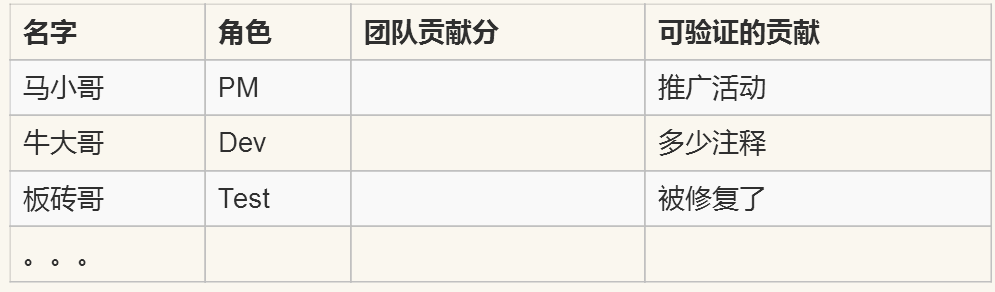 名字 角色 团队贡献分 可验证的贡献
马小哥 PM 推广活动
牛大哥 Dev 多少注释
板砖哥 Test 被修复了
。。。